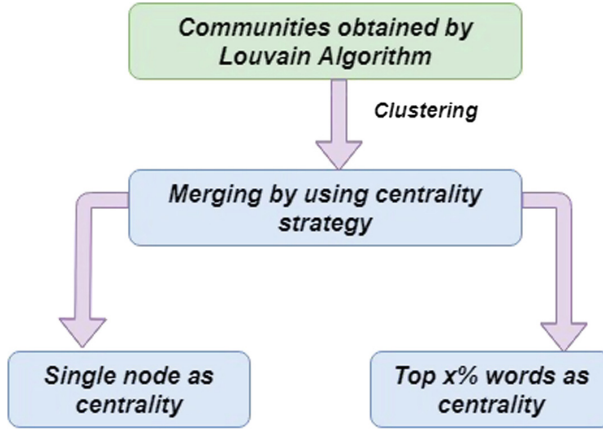 Communities obtained by
Louvain Algorithm
Clustering
Merging by using centrality
strategy
Single node as
centrality
Top x% words as
centrality